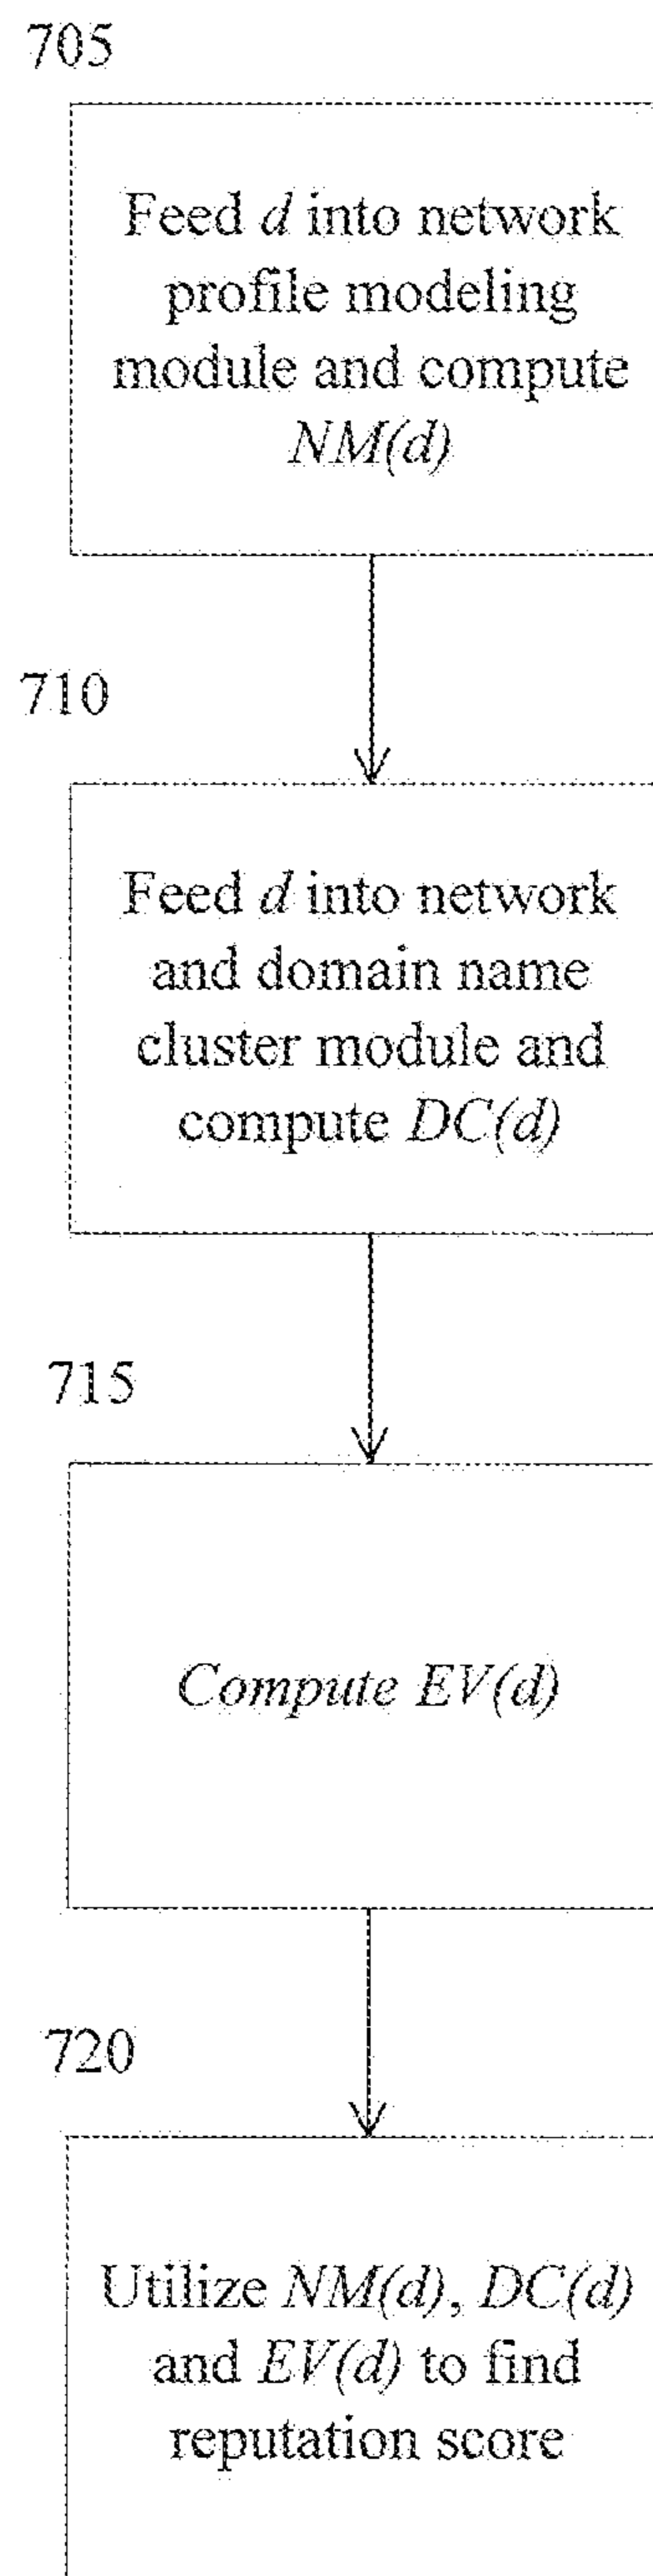 705
Feed d into network
profile modeling
module and compute
NM(d)
710
Feed d into network
and domain name
cluster module and
compute DC(d)
715
Compute EV(d)
720
Utilize NM(d), DC(d)
and EV(d) to find
reputation score